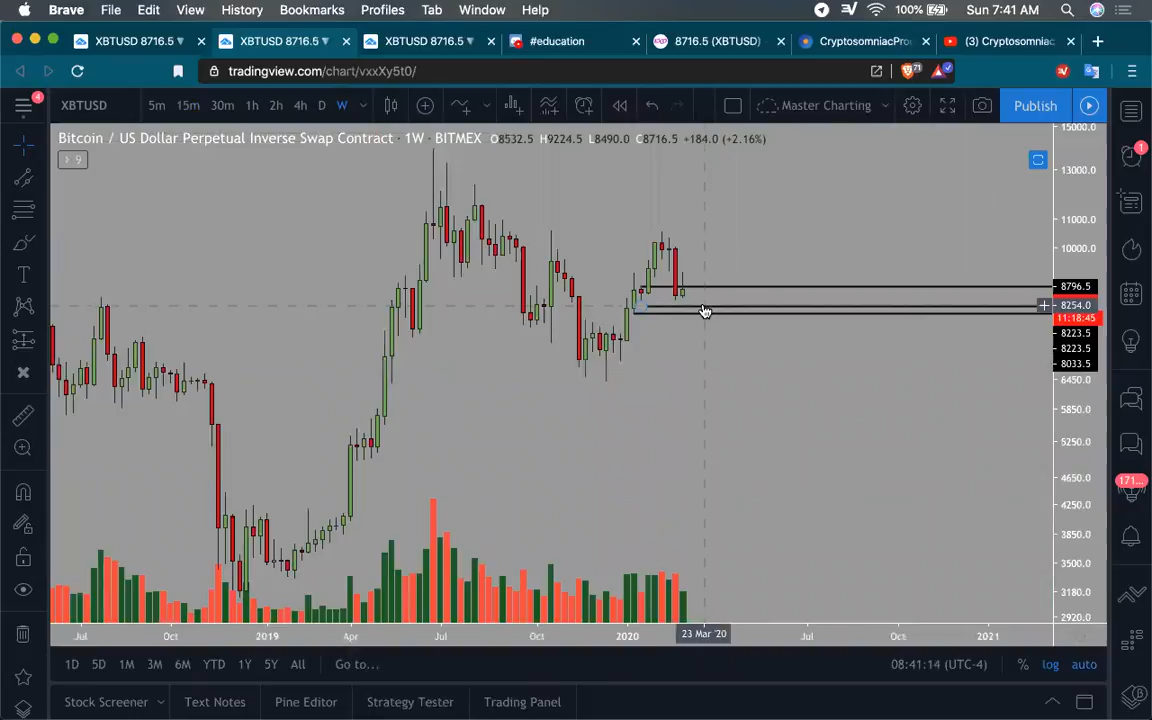 Brave File Edit View History Bookmarks Profiles Tab Window Help 100% Sun 7:41 AM
XBTUSD 8716.5 XBTUSD 8716.5 XBTUSD 8716.5 #education 8716.5 (XBTUSD) CryptosomniacPro (3) Cryptosomniac
tradingview.com/chart/vxxXy5t0/ 71
4 XBTUSD 5m 15m 30m 1h 2h 4h D W Master Charting Publish
Bitcoin / US Dollar Perpetual Inverse Swap Contract · 1W · BITMEX O8532.5 H9224.5 L8490.0 C8716.5 +184.0 (+2.16%)
9
15000.0
1
13000.0
11000.0
10000.0
8796.5
8254.0
11:18:45
8223.5
8223.5
8033.5
6450.0
5850.0
5250.0
4650.0
4250.0
171...
3850.0
3500.0
3180.0
2920.0
Jul Oct 2019 Apr Jul Oct 2020 23 Mar '20 Jul Oct 2021
1D 5D 1M 3M 6M YTD 1Y 5Y All Go to... 08:41:14 (UTC-4) % log auto
Stock Screener Text Notes Pine Editor Strategy Tester Trading Panel